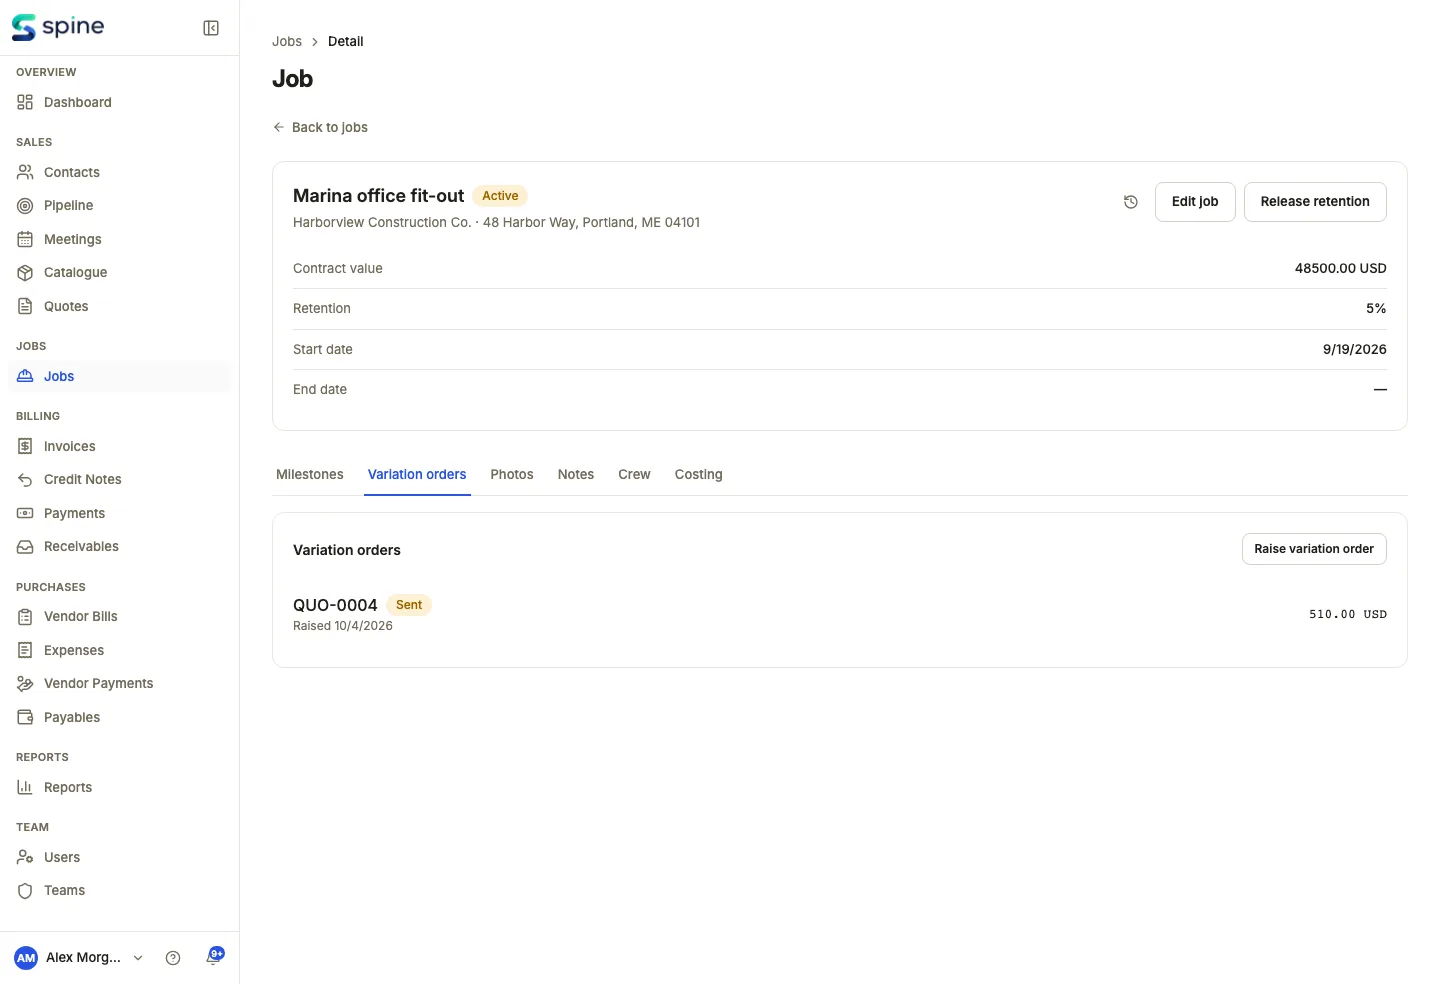 spine
OVERVIEW
Dashboard
SALES
Contacts
Pipeline
Meetings
Catalogue
Quotes
JOBS
Jobs
BILLING
Invoices
Credit Notes
Payments
Receivables
PURCHASES
Vendor Bills
Expenses
Vendor Payments
Payables
REPORTS
Reports
TEAM
Users
Teams
AM Alex Morg... 9+
Jobs Detail
Job
Back to jobs
Marina office fit-out Active
Harborview Construction Co. · 48 Harbor Way, Portland, ME 04101
Edit job Release retention
Contract value 48500.00 USD
Retention 5%
Start date 9/19/2026
End date —
Milestones Variation orders Photos Notes Crew Costing
Variation orders Raise variation order
QUO-0004 Sent
Raised 10/4/2026
510.00 USD